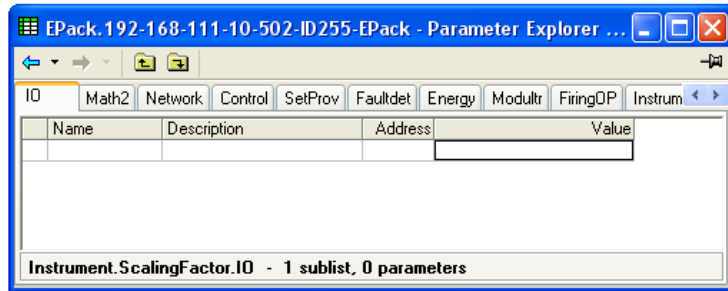 EPack.192-168-111-10-502-ID255-EPack - Parameter Explorer ...
IO Math2 Network Control SetProv Faultdet Energy Modultr FiringOP Instrum
Name Description Address Value
Instrument.ScalingFactor.IO - 1 sublist, 0 parameters